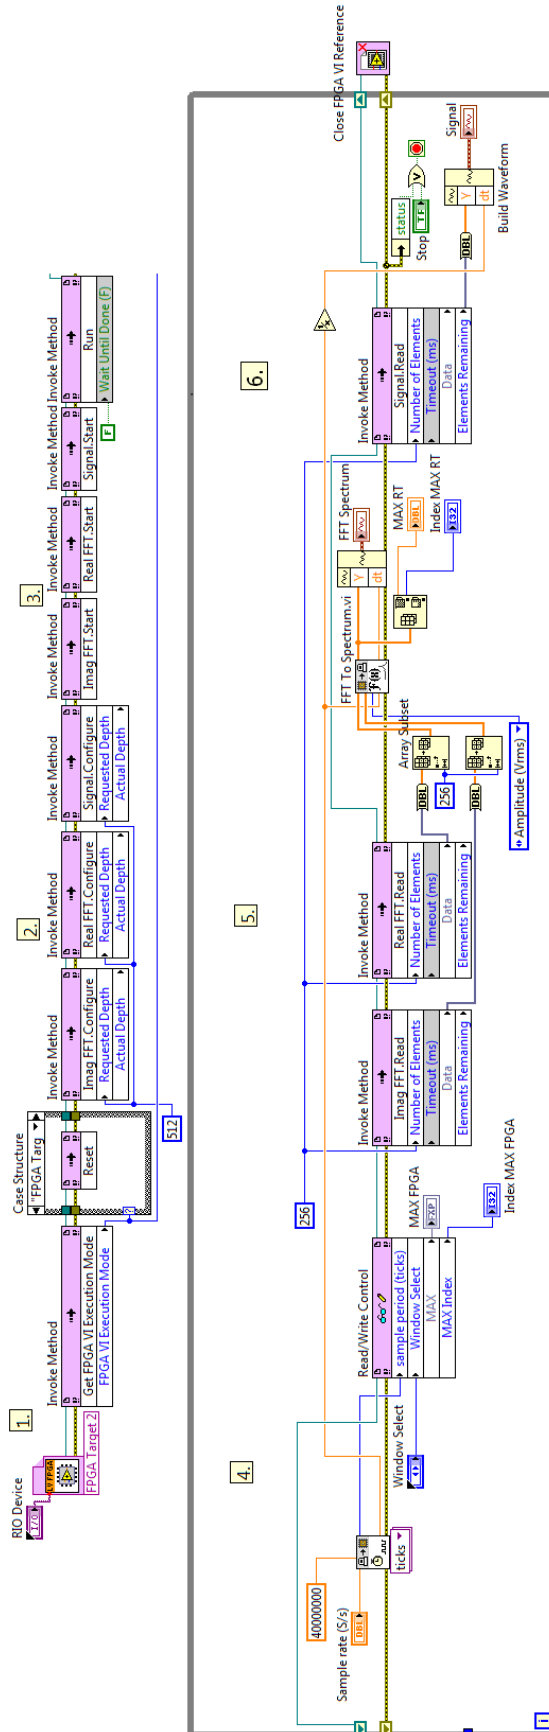 1.
RIO Device
I/O
LV FPGA
FPGA Target 2
Invoke Method
Get FPGA VI Execution Mode
FPGA VI Execution Mode
Case Structure
"FPGA Targ
Reset
?
512
2.
Invoke Method
Imag FFT.Configure
Requested Depth
Actual Depth
Invoke Method
Real FFT.Configure
Requested Depth
Actual Depth
Invoke Method
Signal.Configure
Requested Depth
Actual Depth
3.
Invoke Method
Imag FFT.Start
Invoke Method
Real FFT.Start
Invoke Method
Signal.Start
Invoke Method
Run
Wait Until Done (F)
F
4.
40000000
Sample rate (S/s)
DBL
ticks
Window Select
Read/Write Control
sample period (ticks)
Window Select
MAX
MAX Index
MAX FPGA
FXP
I32
Index MAX FPGA
256
5.
Invoke Method
Imag FFT.Read
Number of Elements
Timeout (ms)
Data
Elements Remaining
Invoke Method
Real FFT.Read
Number of Elements
Timeout (ms)
Data
Elements Remaining
DBL
DBL
256
Array Subset
Amplitude (Vrms)
FFT To Spectrum.vi
f(x)
FFT Spectrum
Y
dt
MAX RT
DBL
Index MAX RT
I32
6.
Invoke Method
Signal.Read
Number of Elements
Timeout (ms)
Data
Elements Remaining
1/x
status
Stop
TF
V
DBL
Y
dt
Build Waveform
Signal
Close FPGA VI Reference
i